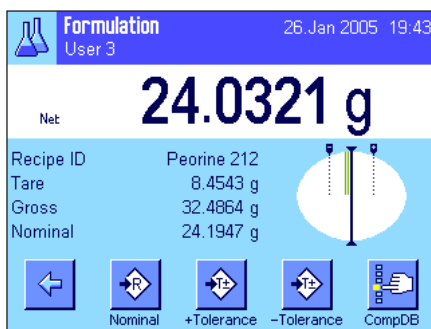 Formulation 26.Jan 2005 19:43
User 3
Net 24.0321 g
Recipe ID Peorine 212
Tare 8.4543 g
Gross 32.4864 g
Nominal 24.1947 g
R T± T±
Nominal +Tolerance -Tolerance CompDB